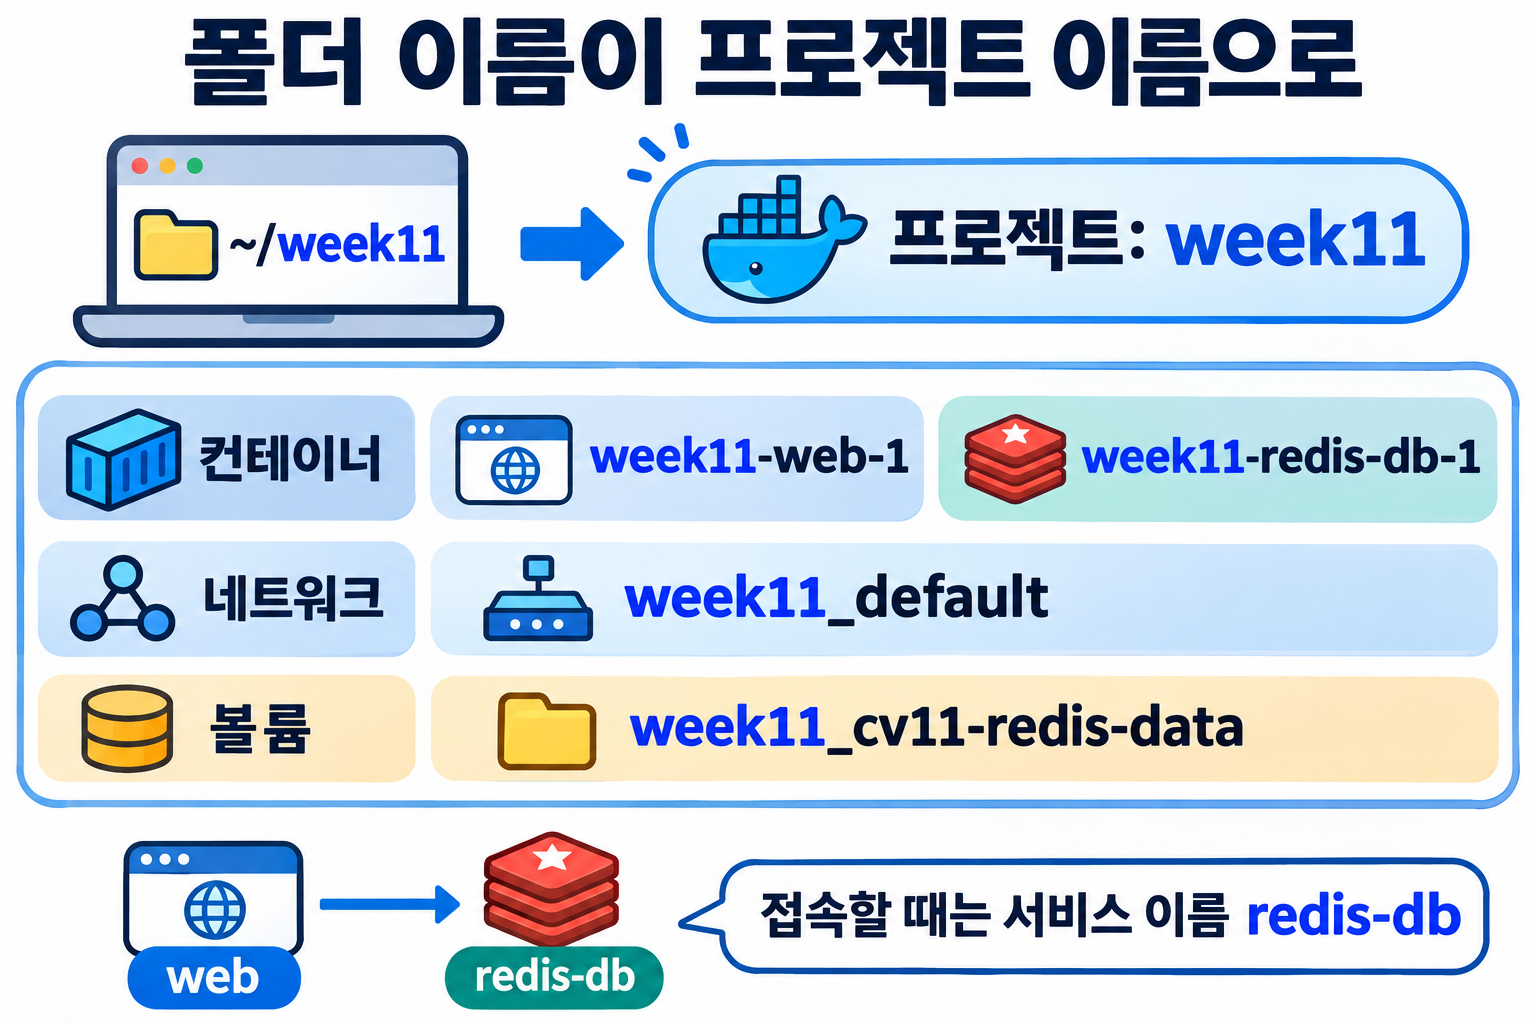 폴더 이름이 프로젝트 이름으로
~/week11
프로젝트: week11
컨테이너
week11-web-1
week11-redis-db-1
네트워크
week11_default
볼륨
week11_cv11-redis-data
web
redis-db
접속할 때는 서비스 이름 redis-db